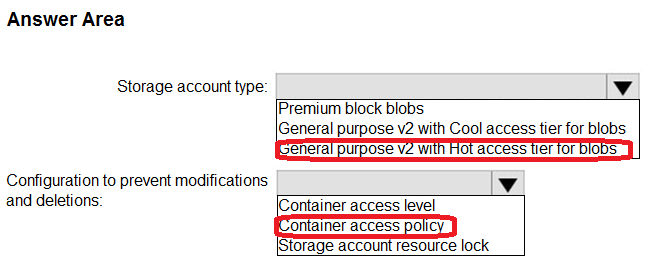 Answer Area
Storage account type:
Premium block blobs
General purpose v2 with Cool access tier for blobs
General purpose v2 with Hot access tier for blobs
Configuration to prevent modifications
and deletions:
Container access level
Container access policy
Storage account resource lock